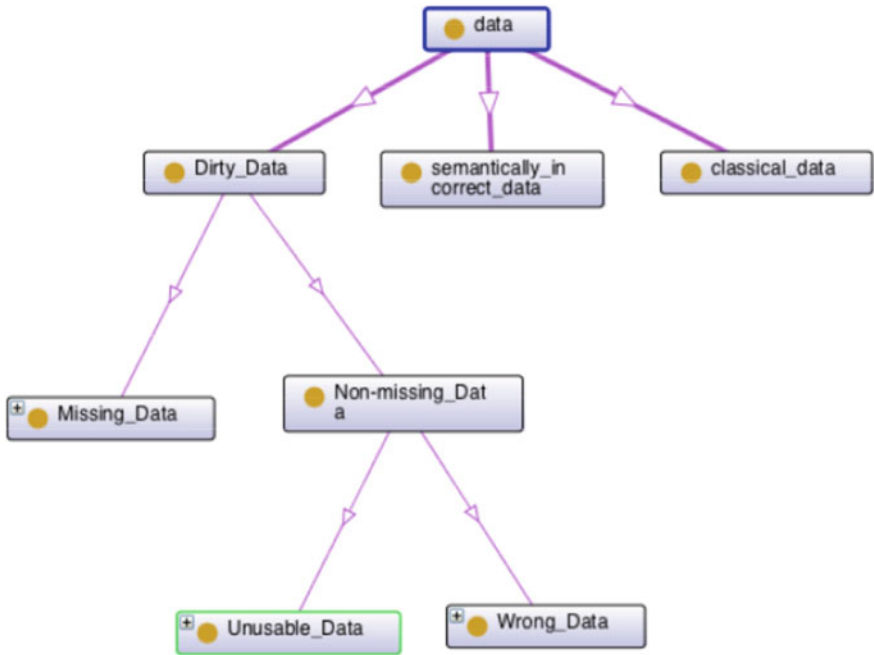 data
Dirty_Data
semantically_in
correct_data
classical_data
Missing_Data
Non-missing_Dat
a
Unusable_Data
Wrong_Data